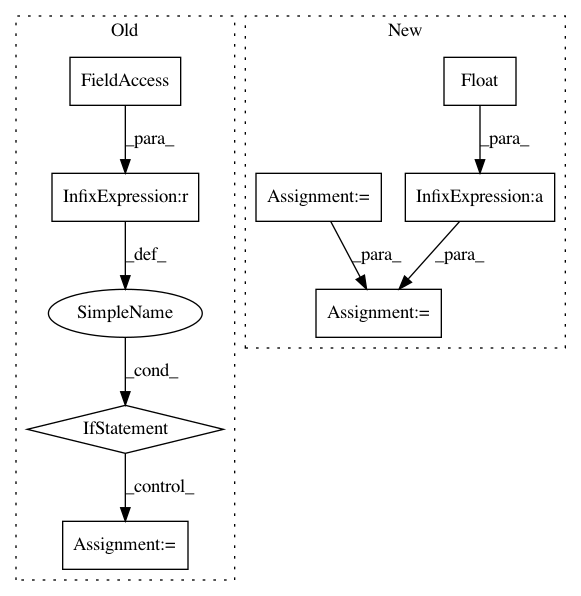 Old
New
FieldAccess
Float
_para_
_para_
InfixExpression:r
Assignment:=
InfixExpression:a
_def_
_para_
_para_
SimpleName
Assignment:=
_cond_
IfStatement
_control_
Assignment:=